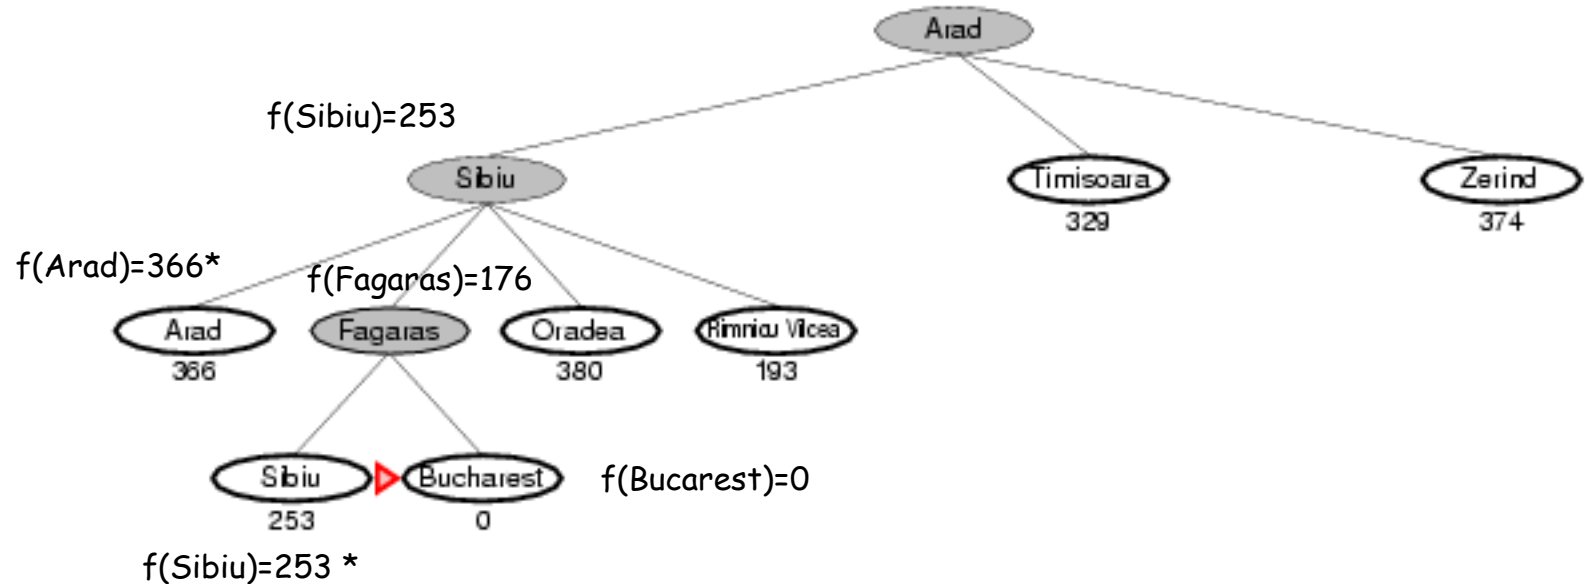 Arad
f(Sibiu)=253
Sibiu
Timisoara
Zerind
329
374
f(Arad)=366*
f(Fagaras)=176
Arad
Fagaras
Oradea
Rimnicu Vilcea
366
380
193
Sibiu
Bucharest
f(Bucarest)=0
253
0
f(Sibiu)=253 *